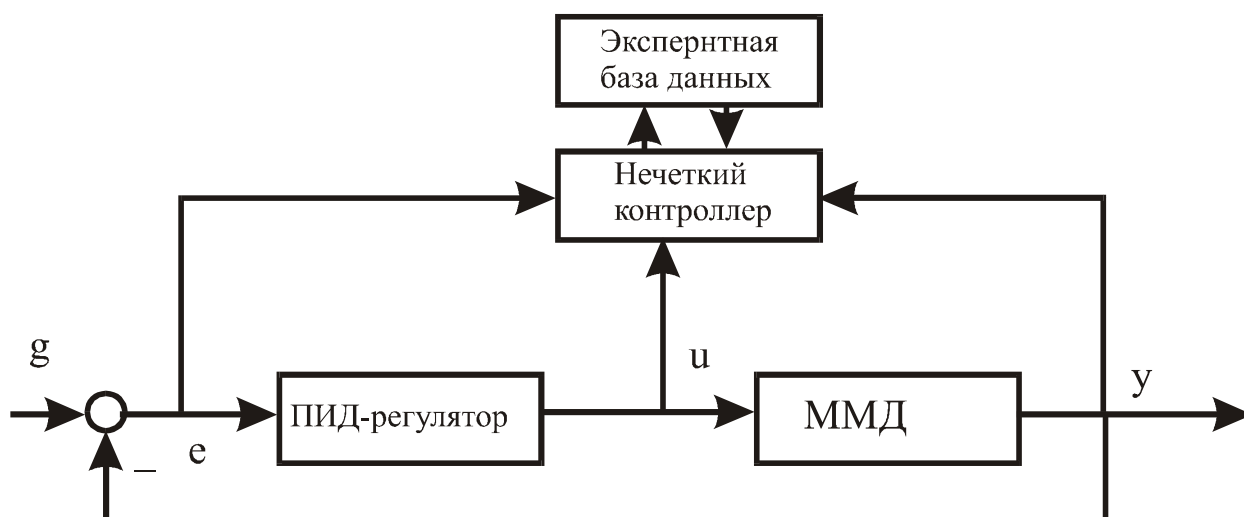 Экспернтная
база данных
Нечеткий
контроллер
g
u
y
ПИД-регулятор
ММД
e
_